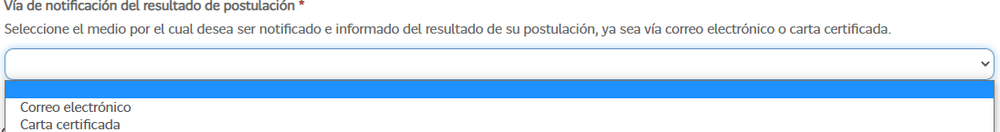 Vía de notificación del resultado de postulación *
Seleccione el medio por el cual desea ser notificado e informado del resultado de su postulación, ya sea vía correo electrónico o carta certificada.
Correo electrónico
Carta certificada